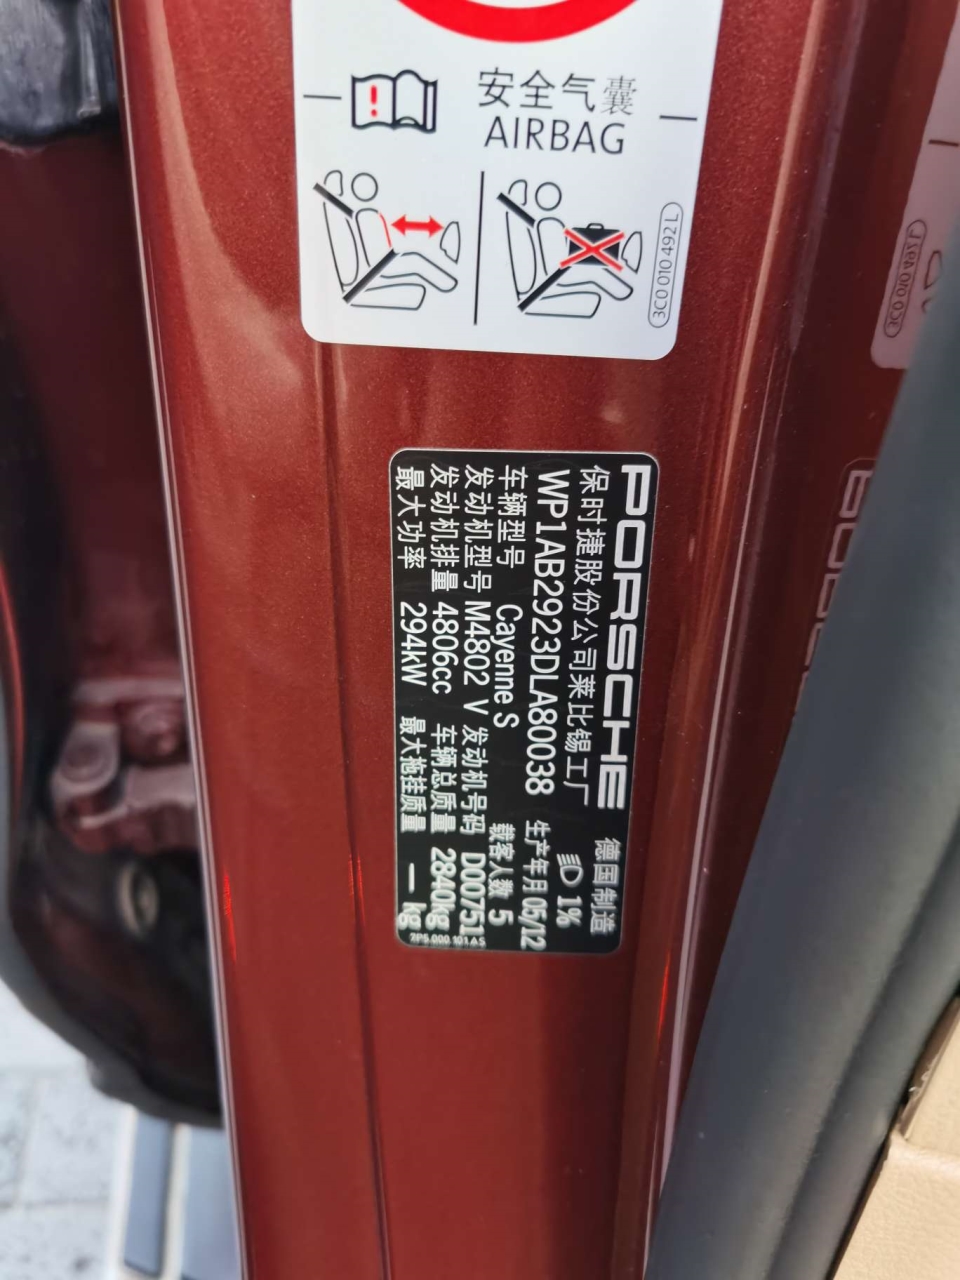 安全气囊
AIRBAG
3C0 010 492 L
PORSCHE 德国制造
保时捷股份公司莱比锡工厂 1%
WP1AB2923DLA80038 生产年月 05/12
车辆型号 Cayenne S 载客人数 5
发动机型号 M4802 V 发动机号码 D00751
发动机排量 4806cc 车辆总质量 2840kg
最大功率 294kW 最大拖挂质量 — kg
7P5.000.101.AS